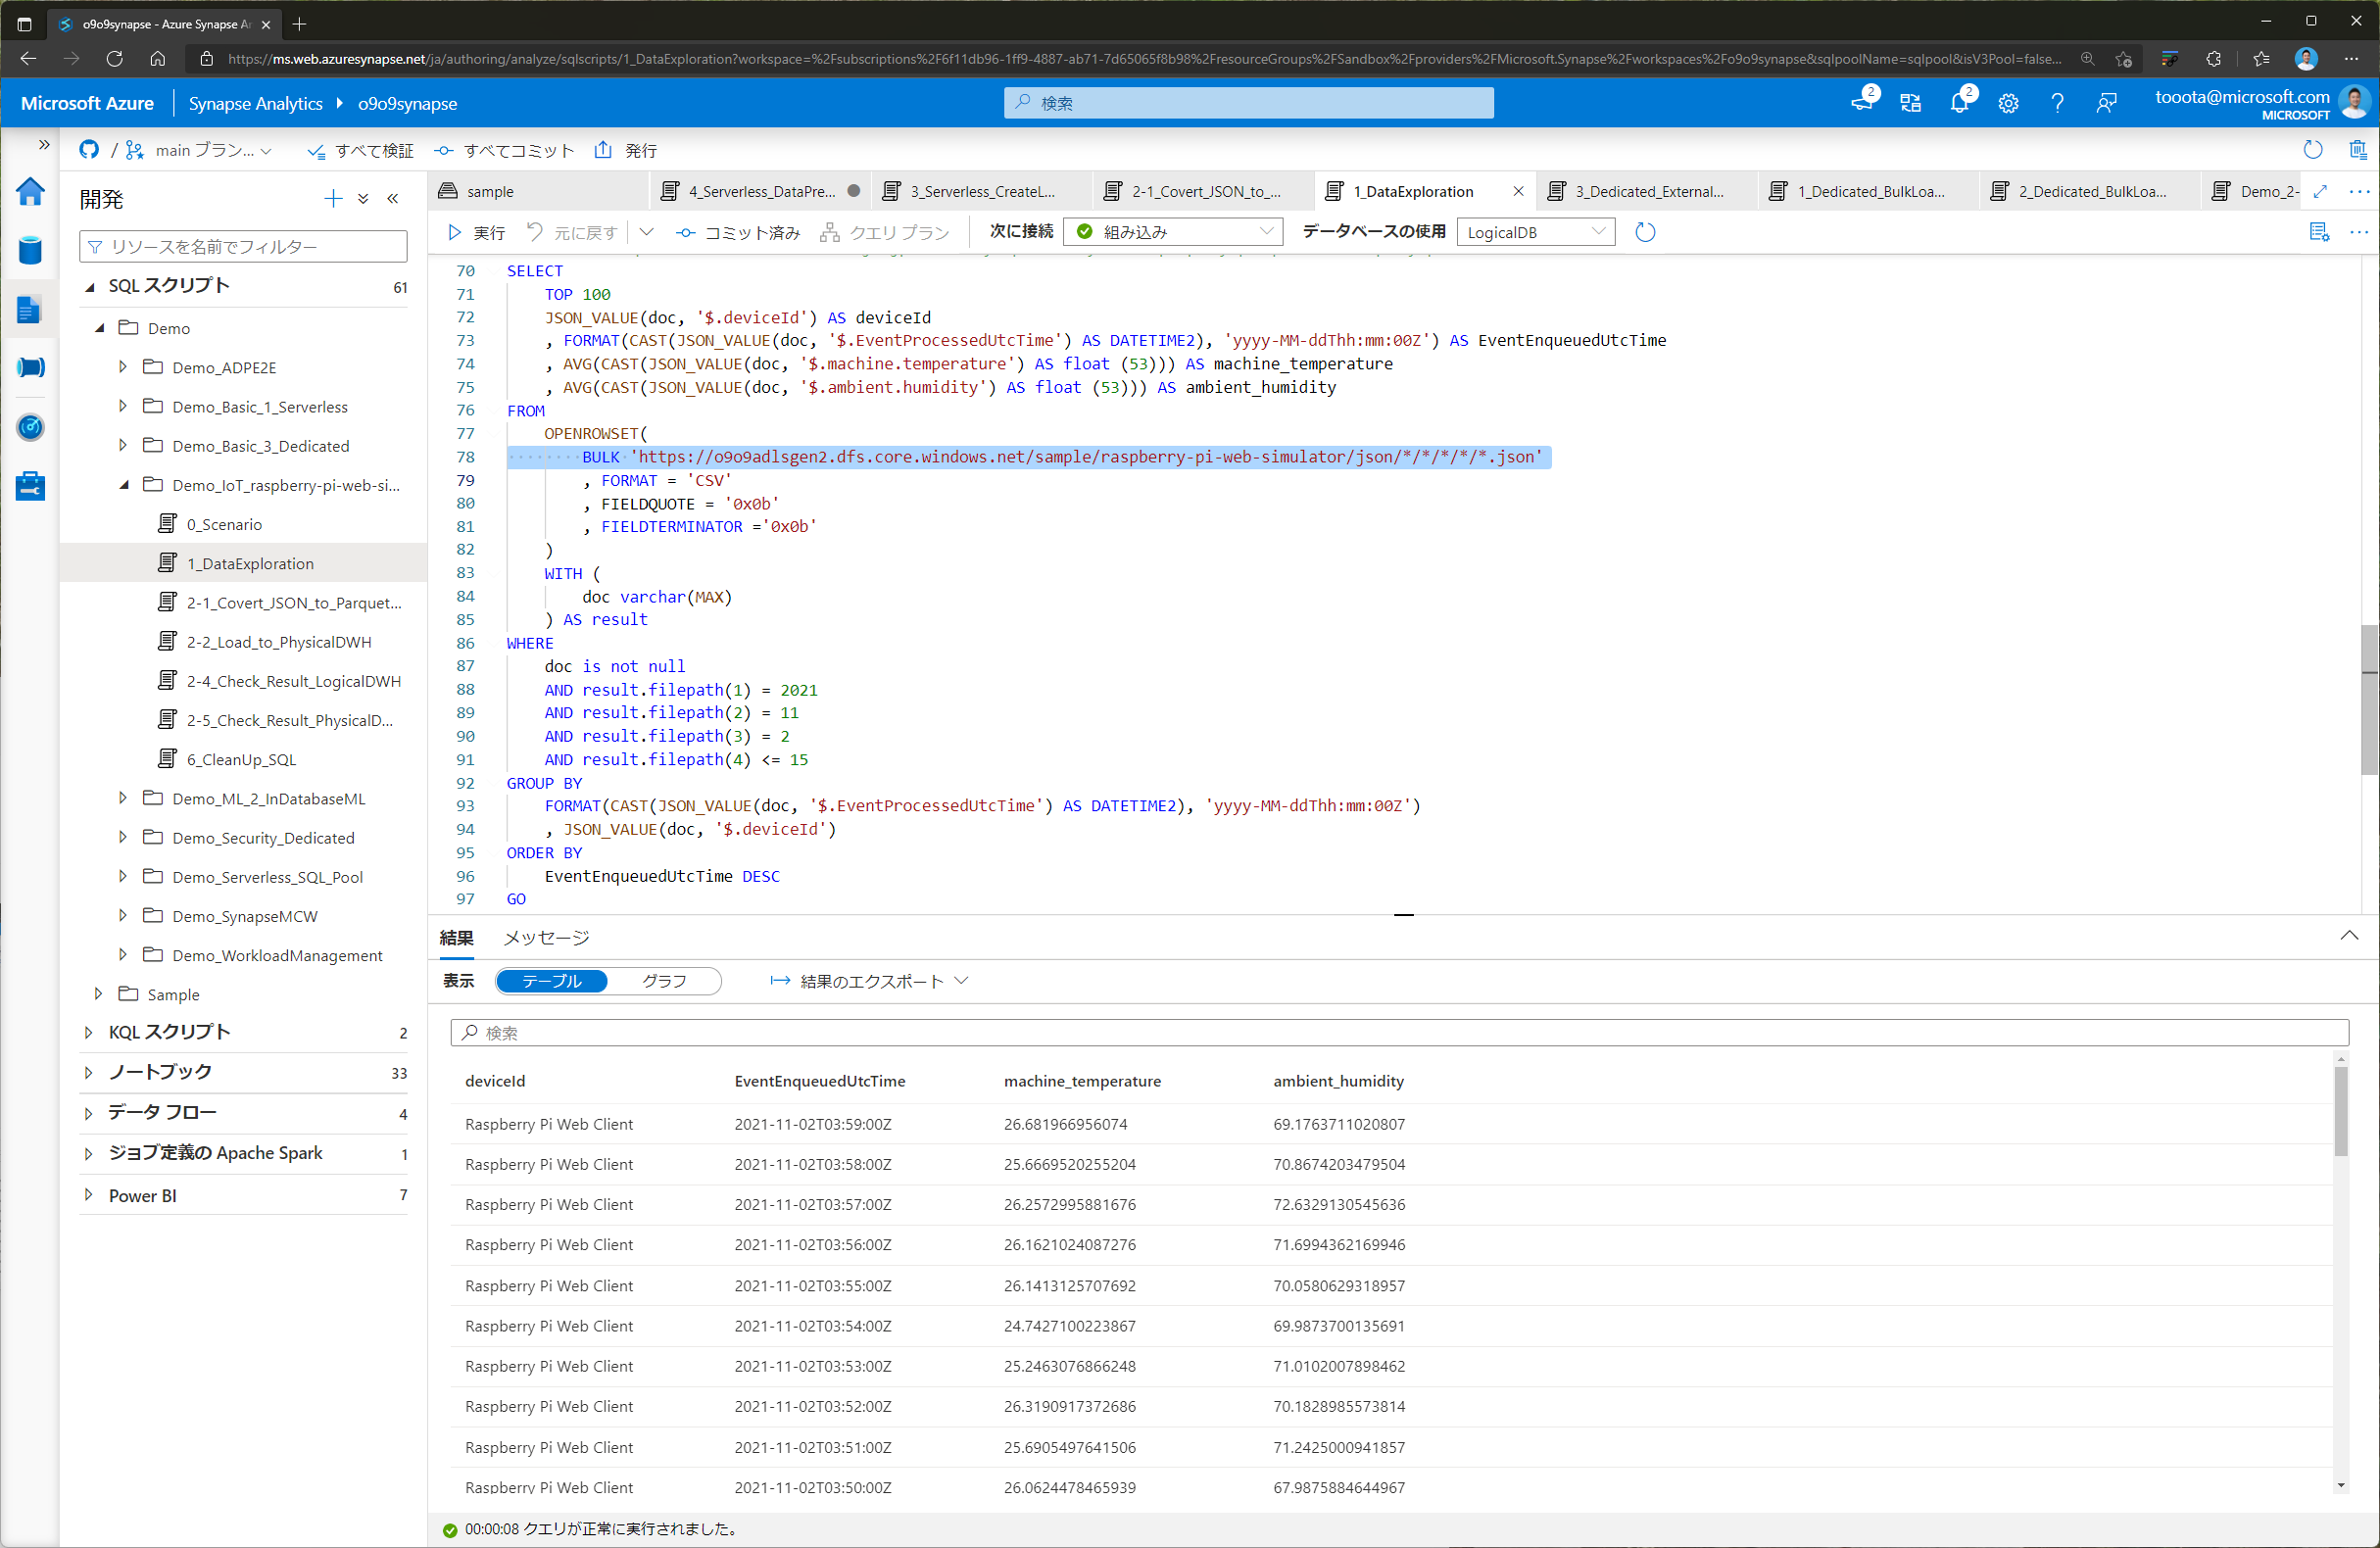 o9o9synapse - Azure Synapse An
https://ms.web.azuresynapse.net/ja/authoring/analyze/sqlscripts/1_DataExploration?workspace=%2Fsubscriptions%2F6f11db96-1ff9-4887-ab71-7d65065f8b98%2FresourceGroups%2FSandbox%2Fproviders%2FMicrosoft.Synapse%2Fworkspaces%2Fo9o9synapse&sqlpoolName=sqlpool&isV3Pool=false...
Microsoft Azure
Synapse Analytics
o9o9synapse
検索
2
2
tooota@microsoft.com
MICROSOFT
/ main ブラン...
すべて検証
すべてコミット
発行
開発
リソースを名前でフィルター
SQL スクリプト 61
Demo
Demo_ADPE2E
Demo_Basic_1_Serverless
Demo_Basic_3_Dedicated
Demo_IoT_raspberry-pi-web-si...
0_Scenario
1_DataExploration
2-1_Covert_JSON_to_Parquet...
2-2_Load_to_PhysicalDWH
2-4_Check_Result_LogicalDWH
2-5_Check_Result_PhysicalD...
6_CleanUp_SQL
Demo_ML_2_InDatabaseML
Demo_Security_Dedicated
Demo_Serverless_SQL_Pool
Demo_SynapseMCW
Demo_WorkloadManagement
Sample
KQL スクリプト 2
ノートブック 33
データ フロー 4
ジョブ定義の Apache Spark 1
Power BI 7
sample
4_Serverless_DataPre...
3_Serverless_CreateL...
2-1_Covert_JSON_to_...
1_DataExploration
3_Dedicated_External...
1_Dedicated_BulkLoa...
2_Dedicated_BulkLoa...
Demo_2-
実行
元に戻す
コミット済み
クエリ プラン
次に接続
組み込み
データベースの使用
LogicalDB
70 SELECT
71 TOP 100
72 JSON_VALUE(doc, '$.deviceId') AS deviceId
73 , FORMAT(CAST(JSON_VALUE(doc, '$.EventProcessedUtcTime') AS DATETIME2), 'yyyy-MM-ddThh:mm:00Z') AS EventEnqueuedUtcTime
74 , AVG(CAST(JSON_VALUE(doc, '$.machine.temperature') AS float (53))) AS machine_temperature
75 , AVG(CAST(JSON_VALUE(doc, '$.ambient.humidity') AS float (53))) AS ambient_humidity
76 FROM
77 OPENROWSET(
78 BULK 'https://o9o9adlsgen2.dfs.core.windows.net/sample/raspberry-pi-web-simulator/json/*/*/*/*/*.json'
79 , FORMAT = 'CSV'
80 , FIELDQUOTE = '0x0b'
81 , FIELDTERMINATOR ='0x0b'
82 )
83 WITH (
84 doc varchar(MAX)
85 ) AS result
86 WHERE
87 doc is not null
88 AND result.filepath(1) = 2021
89 AND result.filepath(2) = 11
90 AND result.filepath(3) = 2
91 AND result.filepath(4) <= 15
92 GROUP BY
93 FORMAT(CAST(JSON_VALUE(doc, '$.EventProcessedUtcTime') AS DATETIME2), 'yyyy-MM-ddThh:mm:00Z')
94 , JSON_VALUE(doc, '$.deviceId')
95 ORDER BY
96 EventEnqueuedUtcTime DESC
97 GO
結果 メッセージ
表示 テーブル グラフ 結果のエクスポート
検索
deviceId EventEnqueuedUtcTime machine_temperature ambient_humidity
Raspberry Pi Web Client 2021-11-02T03:59:00Z 26.681966956074 69.1763711020807
Raspberry Pi Web Client 2021-11-02T03:58:00Z 25.6669520255204 70.8674203479504
Raspberry Pi Web Client 2021-11-02T03:57:00Z 26.2572995881676 72.6329130545636
Raspberry Pi Web Client 2021-11-02T03:56:00Z 26.1621024087276 71.6994362169946
Raspberry Pi Web Client 2021-11-02T03:55:00Z 26.1413125707692 70.0580629318957
Raspberry Pi Web Client 2021-11-02T03:54:00Z 24.7427100223867 69.9873700135691
Raspberry Pi Web Client 2021-11-02T03:53:00Z 25.2463076866248 71.0102007898462
Raspberry Pi Web Client 2021-11-02T03:52:00Z 26.3190917372686 70.1828985573814
Raspberry Pi Web Client 2021-11-02T03:51:00Z 25.6905497641506 71.2425000941857
Raspberry Pi Web Client 2021-11-02T03:50:00Z 26.0624478465939 67.9875884644967
00:00:08 クエリが正常に実行されました。